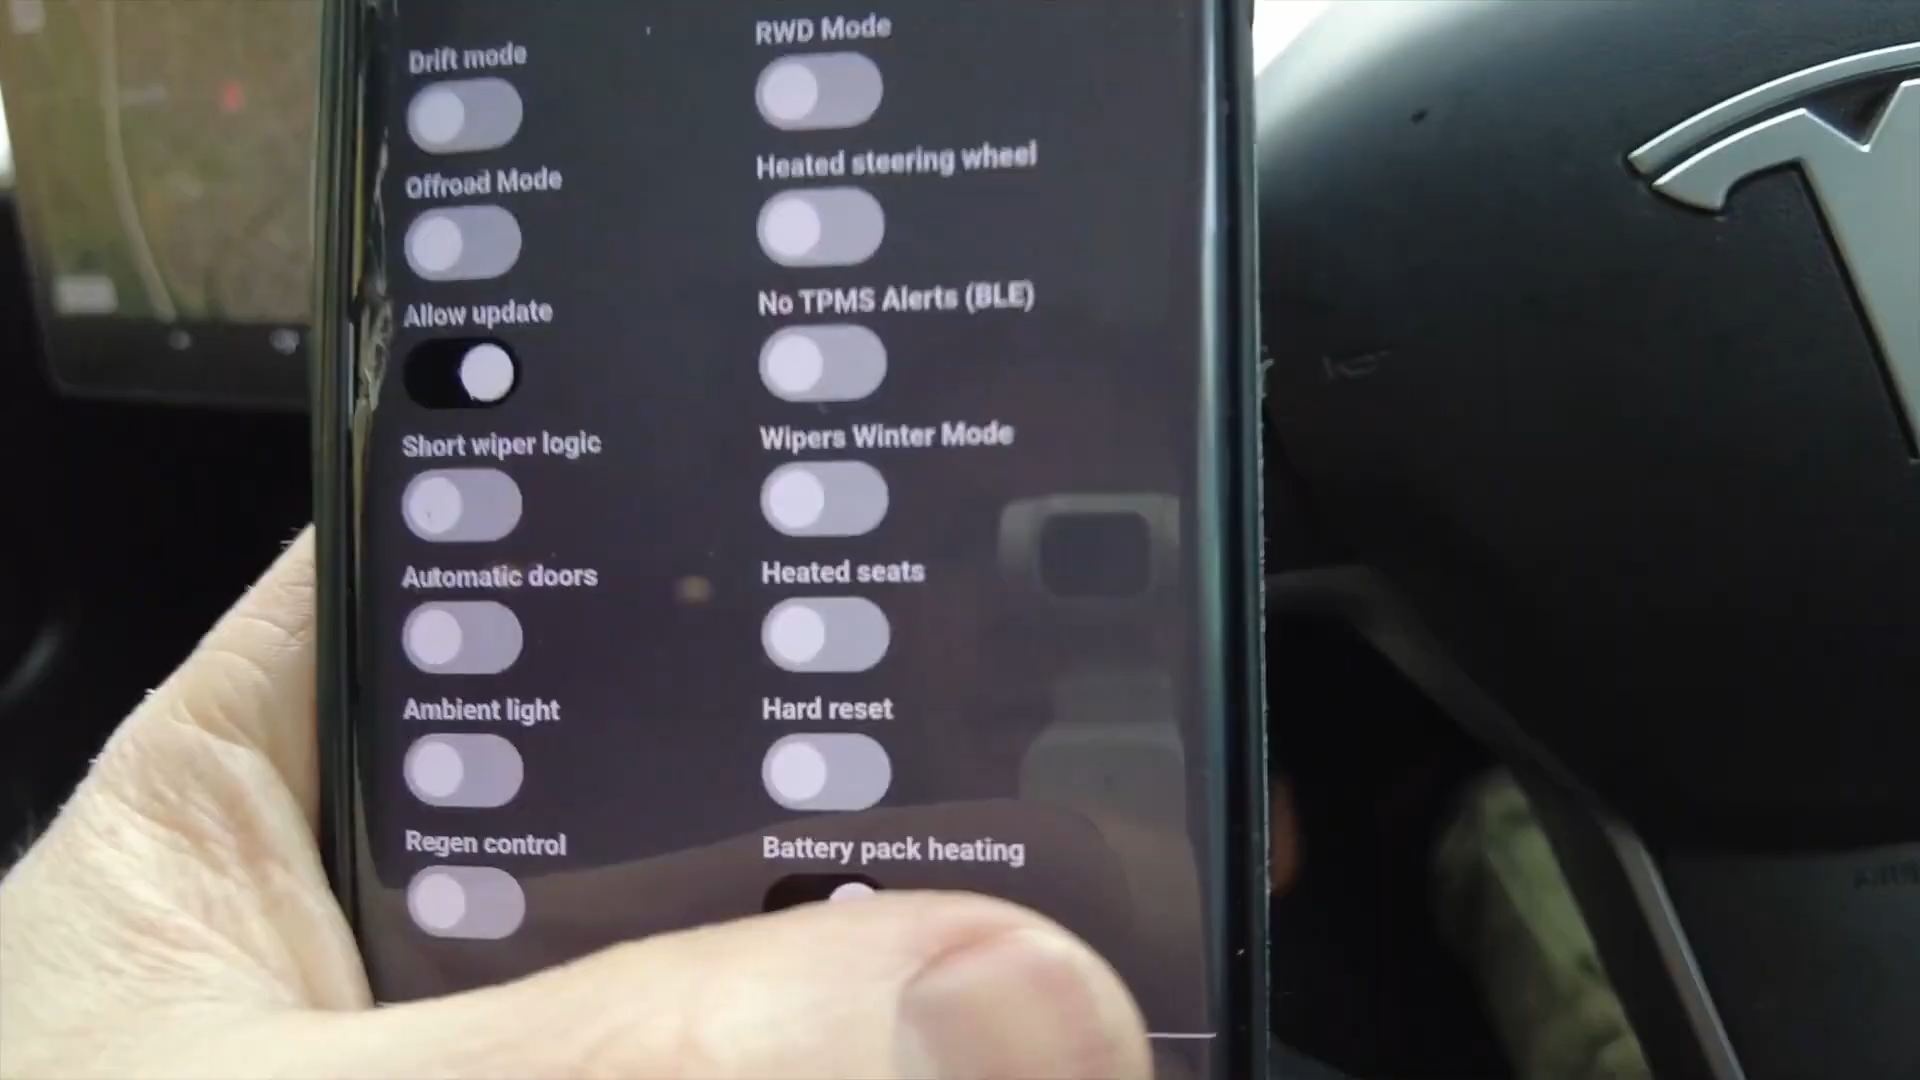 Drift mode
RWD Mode
Offroad Mode
Heated steering wheel
Allow update
No TPMS Alerts (BLE)
Short wiper logic
Wipers Winter Mode
Automatic doors
Heated seats
Ambient light
Hard reset
Regen control
Battery pack heating